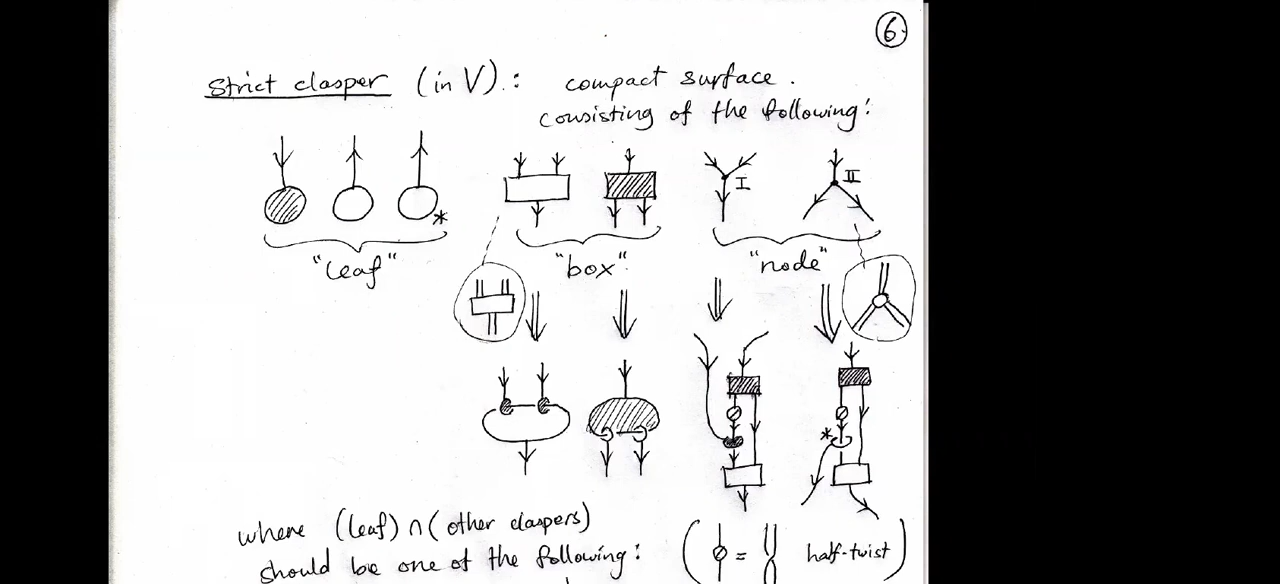 6
Strict clasper (in V) : compact surface.
consisting of the following:
I
II
*
"leaf"
"box"
"node"
*
where (leaf) ∩ (other claspers)
should be one of the following:
( = half-twist )